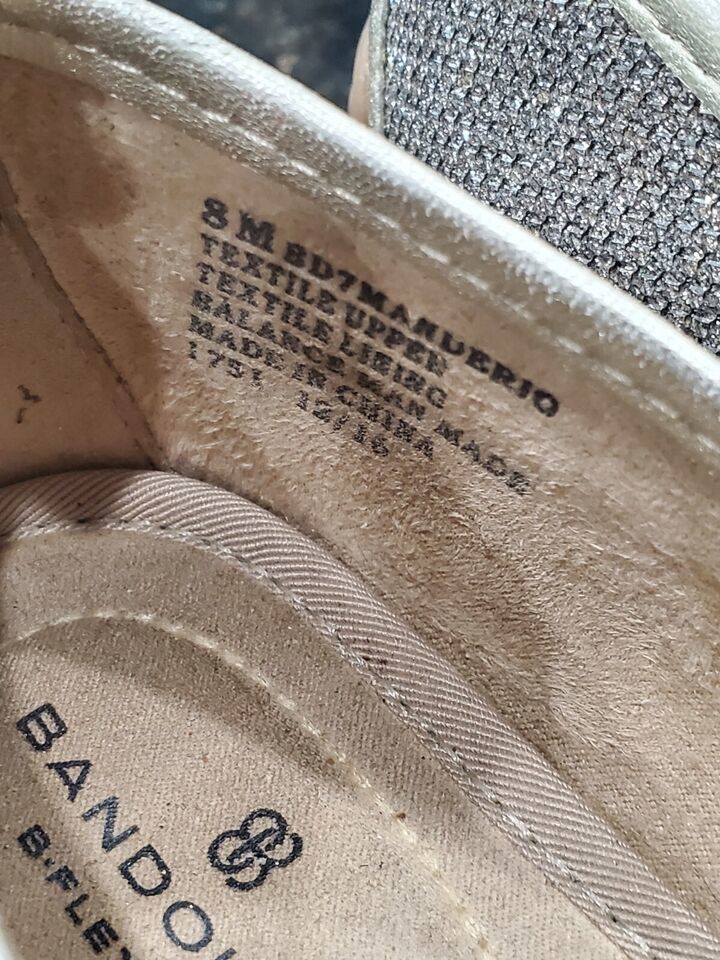 8 M BD7MANDERIO
TEXTILE UPPER
TEXTILE LINING
BALANCE MAN MADE
MADE IN CHINA
1751 12/16
BANDOL
B·FLEX